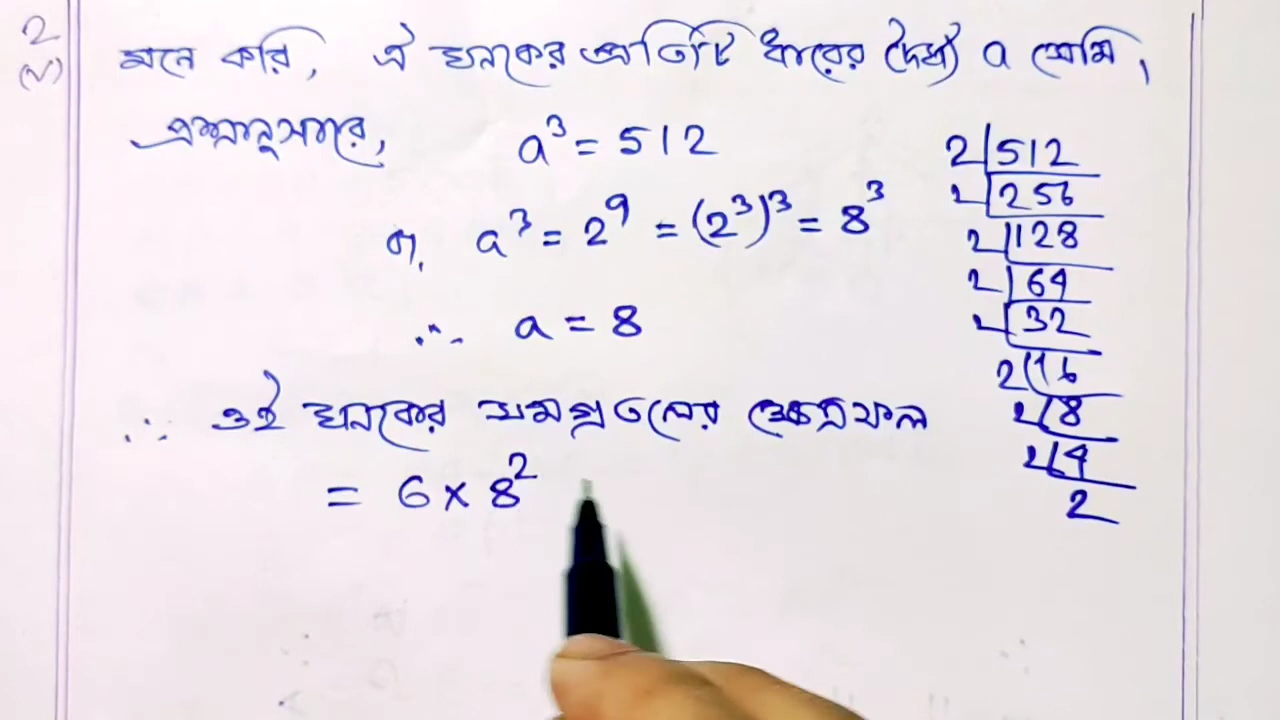 2
(v)
মনে করি, ঐ ঘনকের প্রতিটি ধারের দৈর্ঘ্য a সেমি,
প্রশ্নানুসারে, a³ = 512
বা, a³ = 2⁹ = (2³)³ = 8³
∴ a = 8
∴ ওই ঘনকের সমগ্রতলের ক্ষেত্রফল
= 6 × 8²
2 512
2 256
2 128
2 64
2 32
2 16
2 8
2 4
2